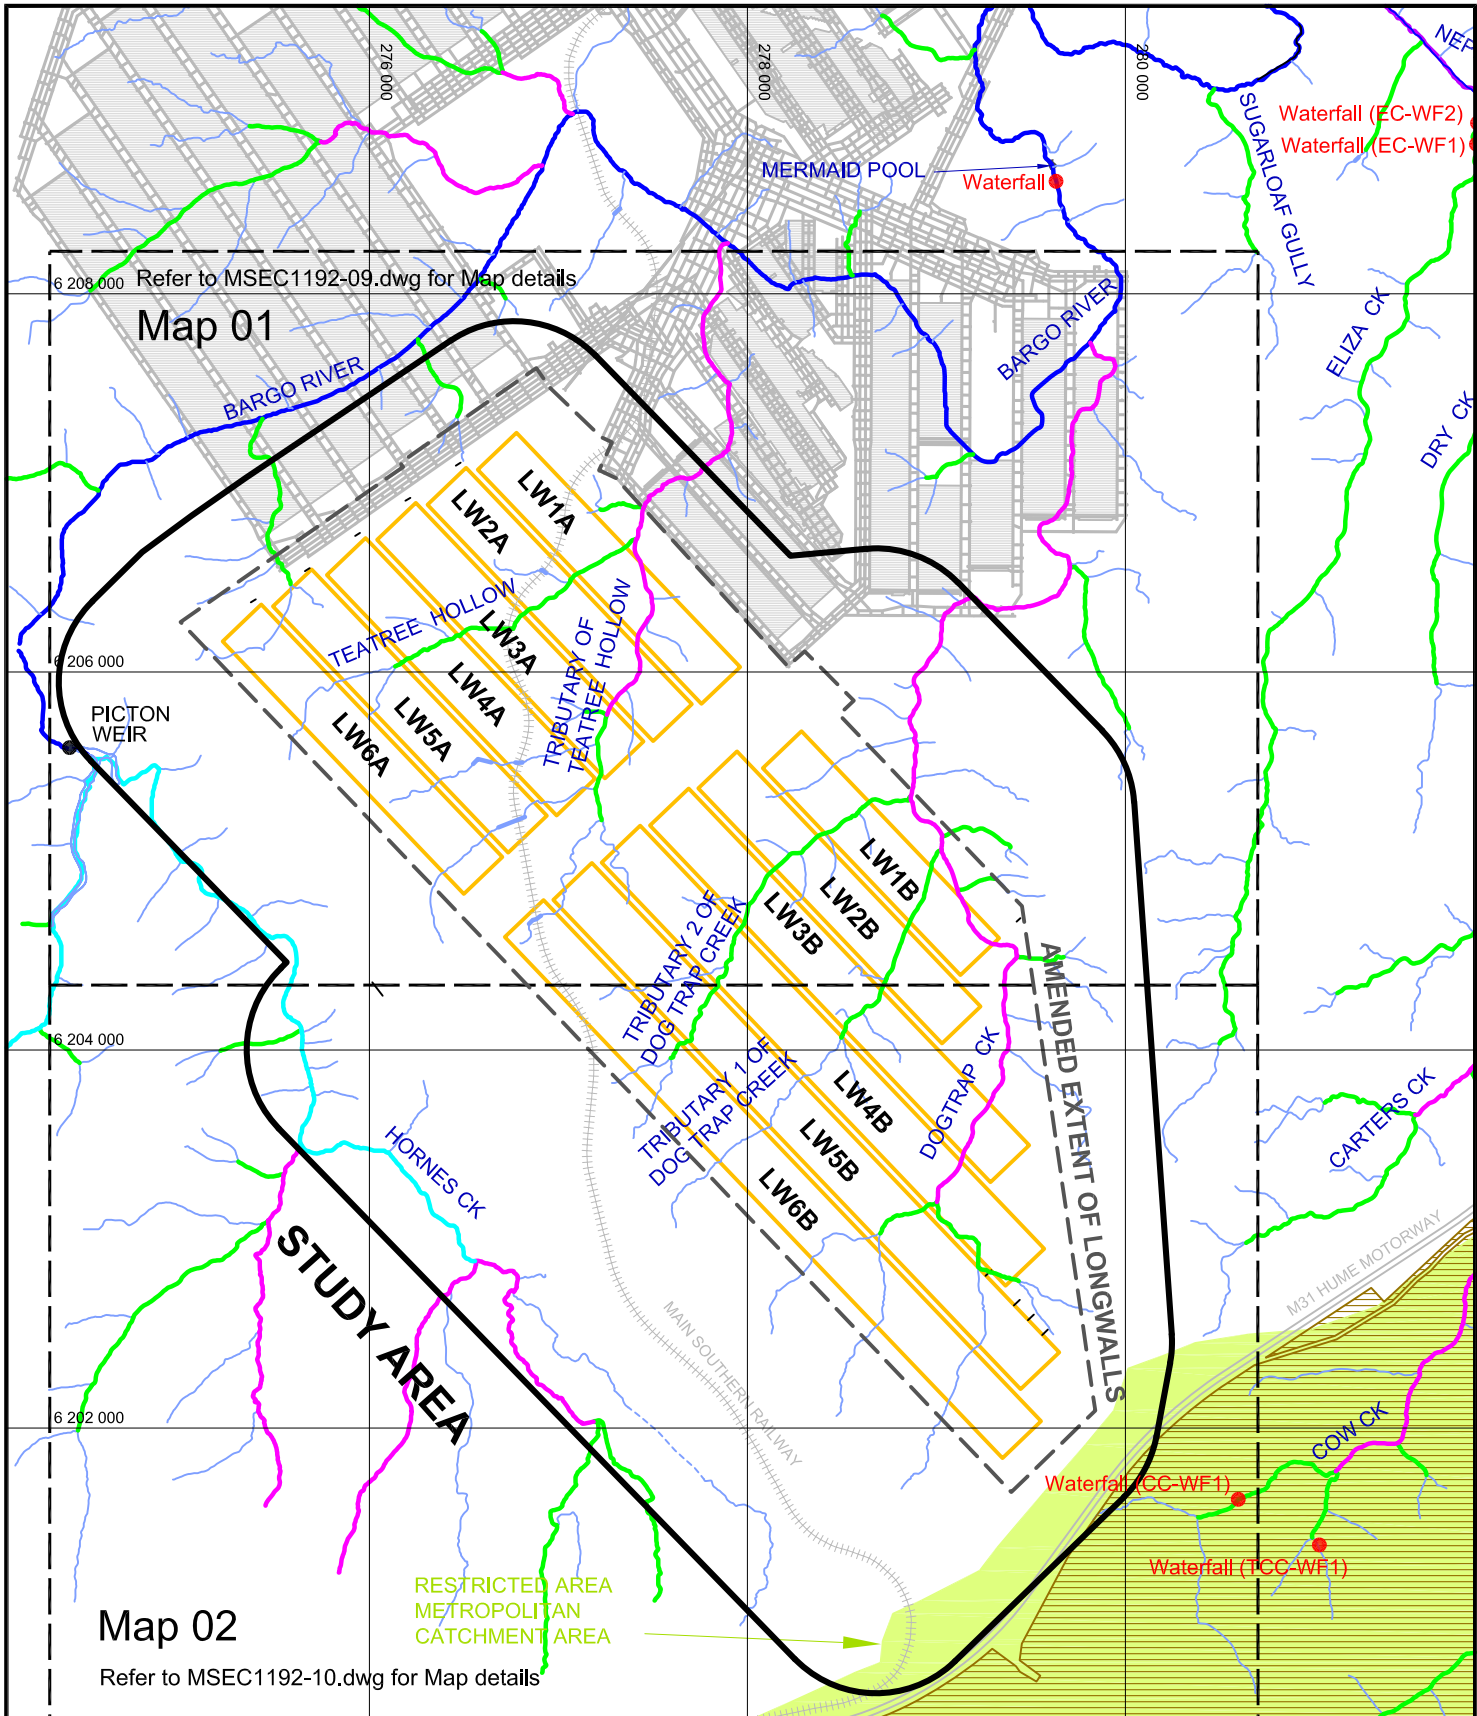 276 000
278 000
280 000
NEP
Waterfall (EC-WF2)
Waterfall (EC-WF1)
SUGARLOAF GULLY
MERMAID POOL
Waterfall
6 208 000
Refer to MSEC1192-09.dwg for Map details
Map 01
BARGO RIVER
BARGO RIVER
ELIZA CK
DRY CK
LW1A
LW2A
LW3A
LW4A
LW5A
LW6A
TEATREE HOLLOW
TRIBUTARY OF
TEATREE HOLLOW
6 206 000
PICTON
WEIR
LW1B
LW2B
LW3B
TRIBUTARY 2 OF
DOG TRAP CREEK
AMENDED EXTENT OF LONGWALLS
6 204 000
TRIBUTARY 1 OF
DOG TRAP CREEK
LW4B
LW5B
LW6B
DOGTRAP CK
CARTERS CK
HORNES CK
STUDY AREA
M31 HUME MOTORWAY
MAIN SOUTHERN RAILWAY
6 202 000
COW CK
Waterfall (CC-WF1)
Waterfall (TCC-WF1)
RESTRICTED AREA
METROPOLITAN
CATCHMENT AREA
Map 02
Refer to MSEC1192-10.dwg for Map details